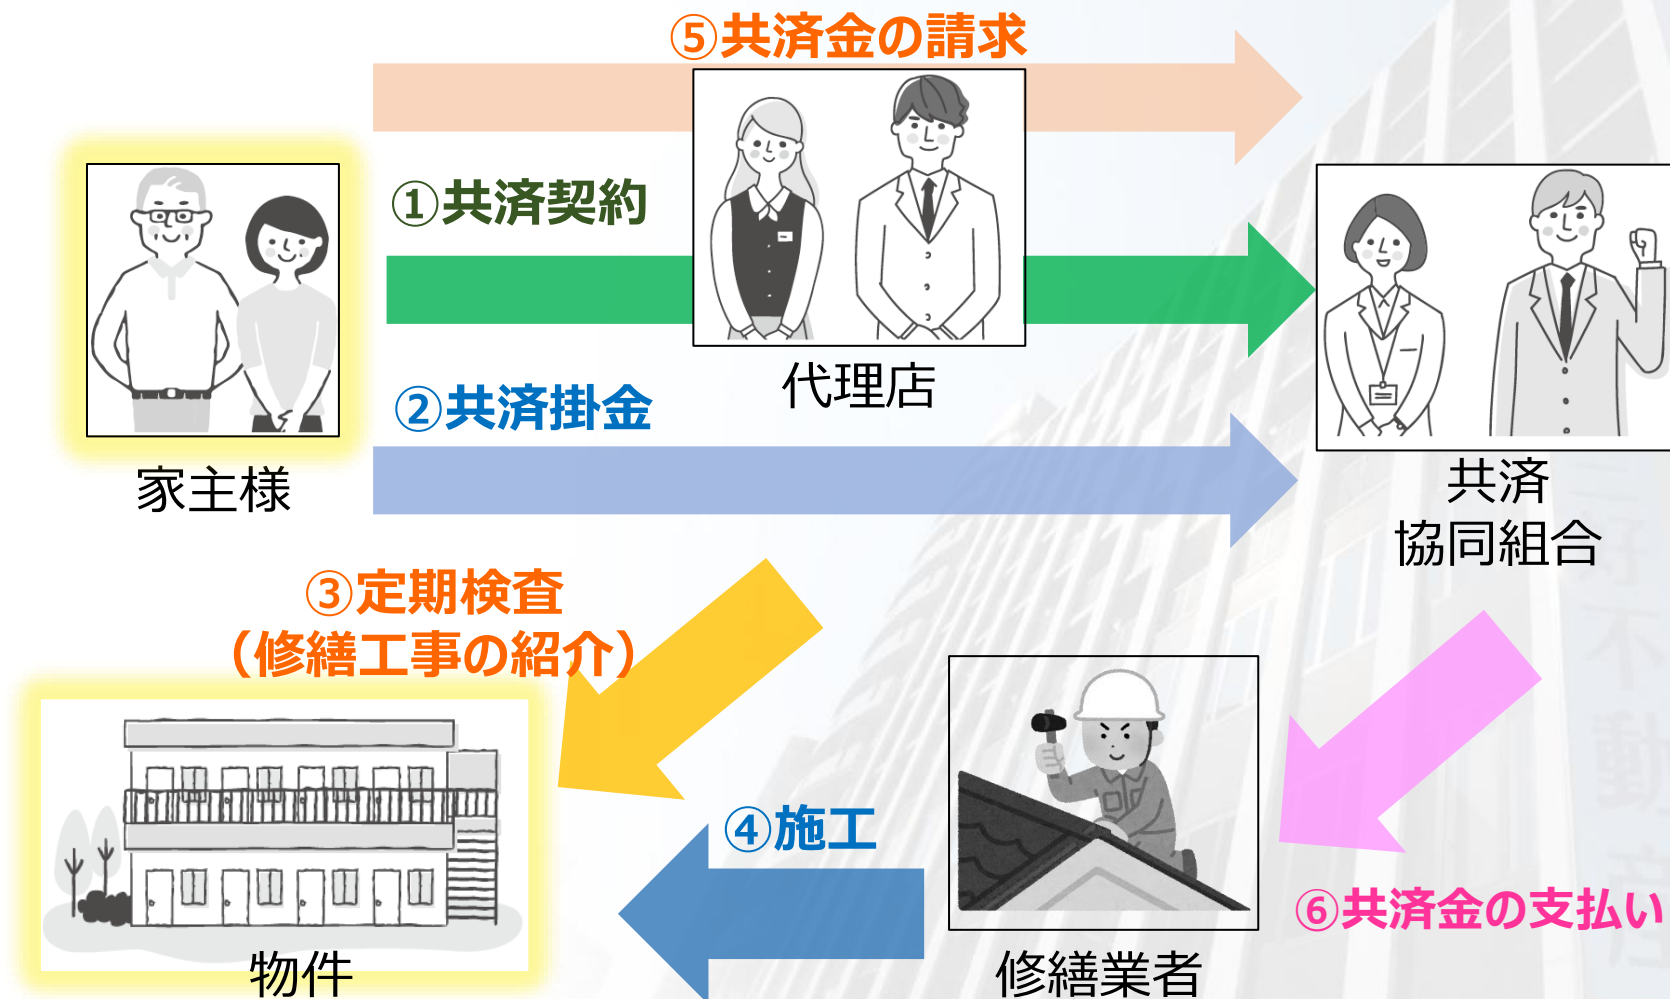 ⑤共済金の請求
①共済契約
代理店
②共済掛金
家主様
共済
協同組合
③定期検査
（修繕工事の紹介）
④施工
⑥共済金の支払い
物件
修繕業者